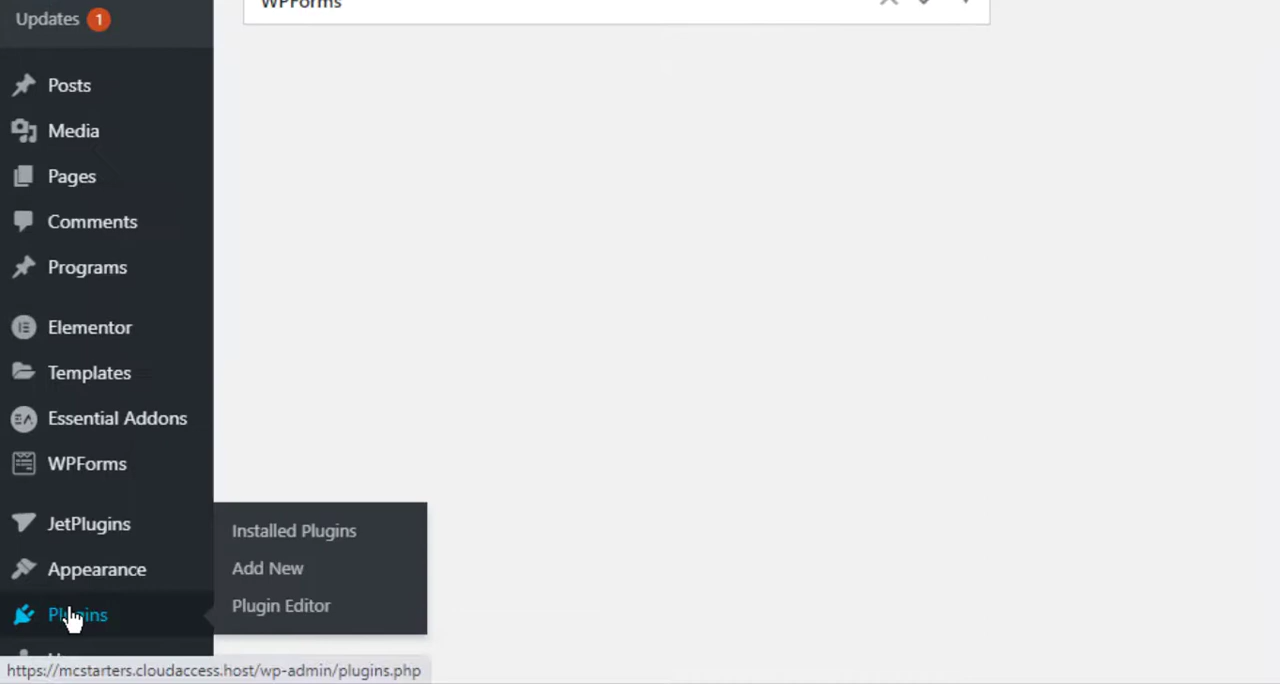 Updates 1
WPForms
Posts
Media
Pages
Comments
Programs
Elementor
Templates
Essential Addons
WPForms
JetPlugins
Appearance
Plugins
Installed Plugins
Add New
Plugin Editor
https://mcstarters.cloudaccess.host/wp-admin/plugins.php